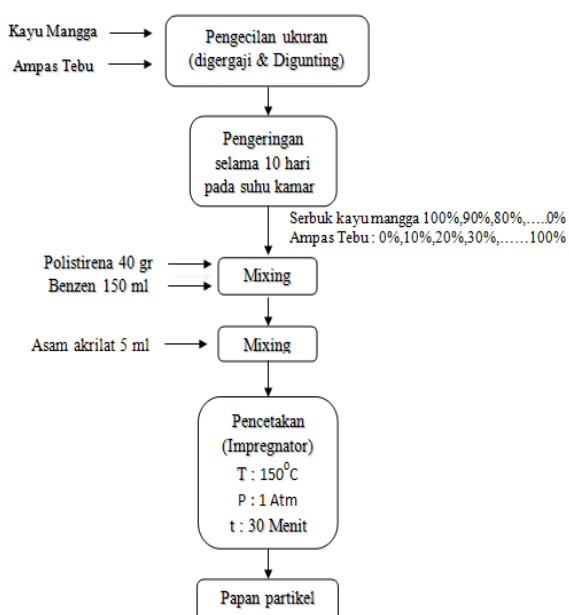 Kayu Mangga
Ampas Tebu
Pengecilan ukuran
(digergaji & Digunting)
Pengeringan
selama 10 hari
pada suhu kamar
Serbuk kayu mangga 100%,90%,80%,.....0%
Ampas Tebu : 0%,10%,20%,30%,......100%
Polistirena 40 gr
Benzen 150 ml
Mixing
Asam akrilat 5 ml
Mixing
Pencetakan
(Impregnator)
T : 150⁰C
P : 1 Atm
t : 30 Menit
Papan partikel